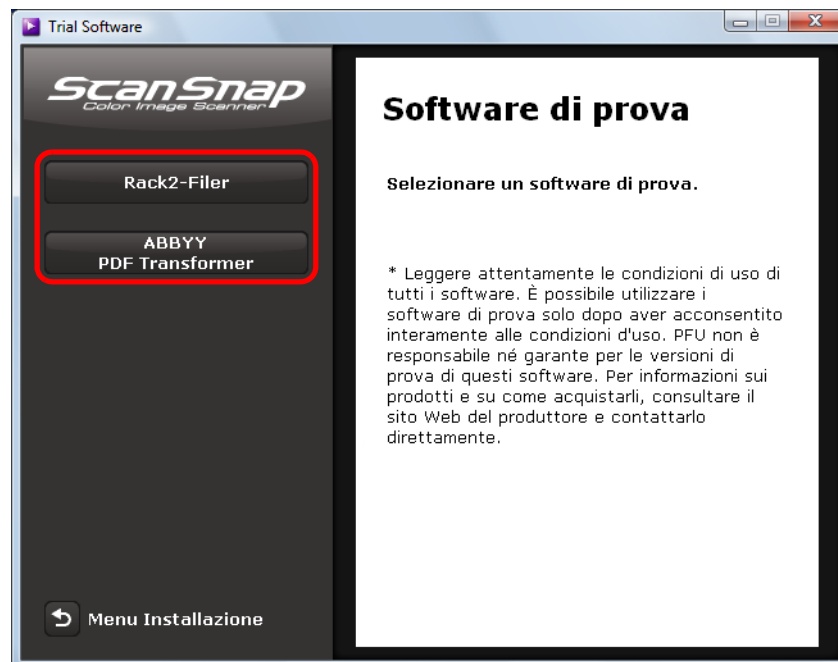 Trial Software
ScanSnap
Color Image Scanner
Rack2-Filer
ABBYY
PDF Transformer
Menu Installazione
Software di prova
Selezionare un software di prova.
* Leggere attentamente le condizioni di uso di
tutti i software. È possibile utilizzare i
software di prova solo dopo aver acconsentito
interamente alle condizioni d'uso. PFU non è
responsabile né garante per le versioni di
prova di questi software. Per informazioni sui
prodotti e su come acquistarli, consultare il
sito Web del produttore e contattarlo
direttamente.